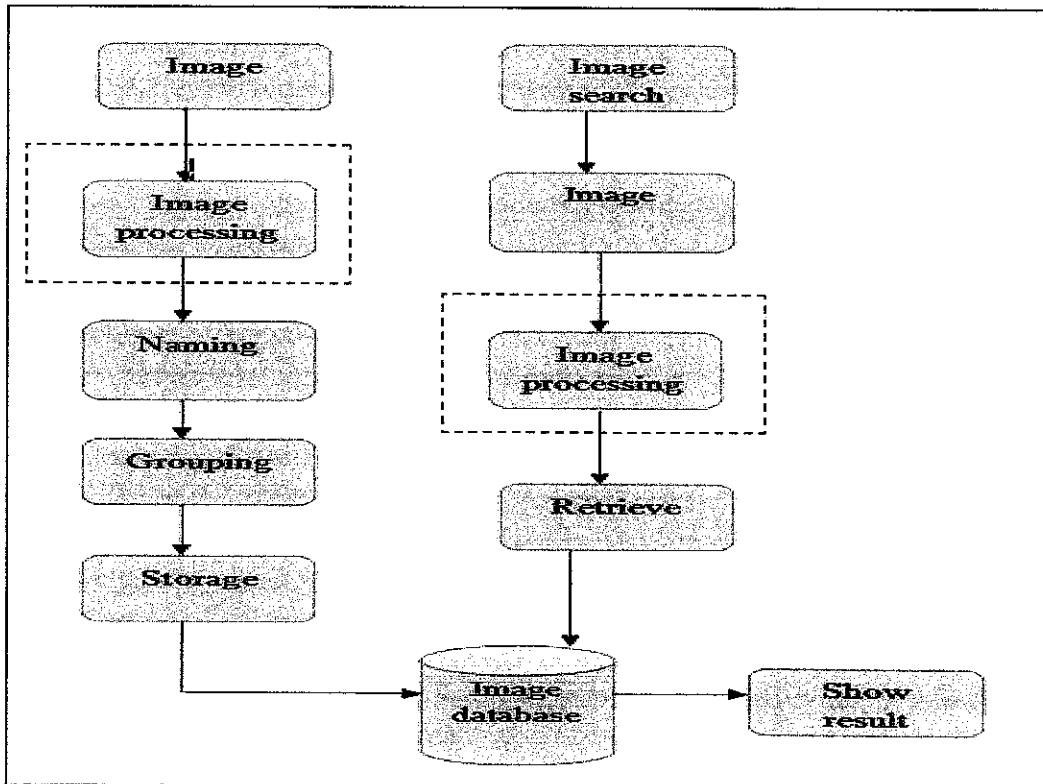 Image
Image
processing
Naming
Grouping
Storage
Image
search
Image
Image
processing
Retrieve
Image
database
Show
result